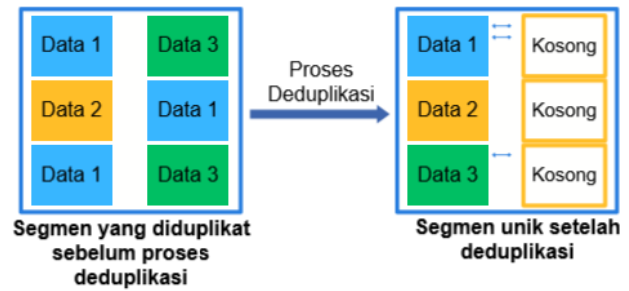 Data 1
Data 3
Data 2
Data 1
Data 1
Data 3
Segmen yang diduplikat
sebelum proses
deduplikasi
Proses
Deduplikasi
Data 1
Kosong
Data 2
Kosong
Data 3
Kosong
Segmen unik setelah
deduplikasi